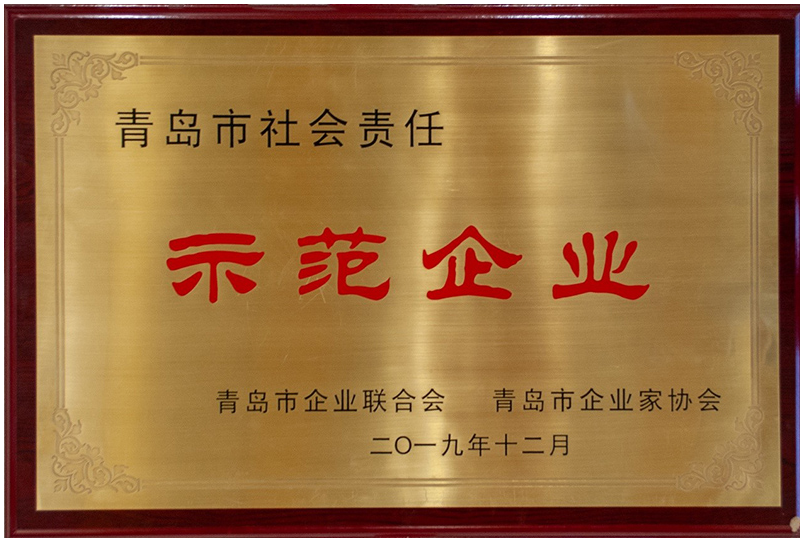 青岛市社会责任
示范企业
青岛市企业联合会 青岛市企业家协会
二〇一九年十二月